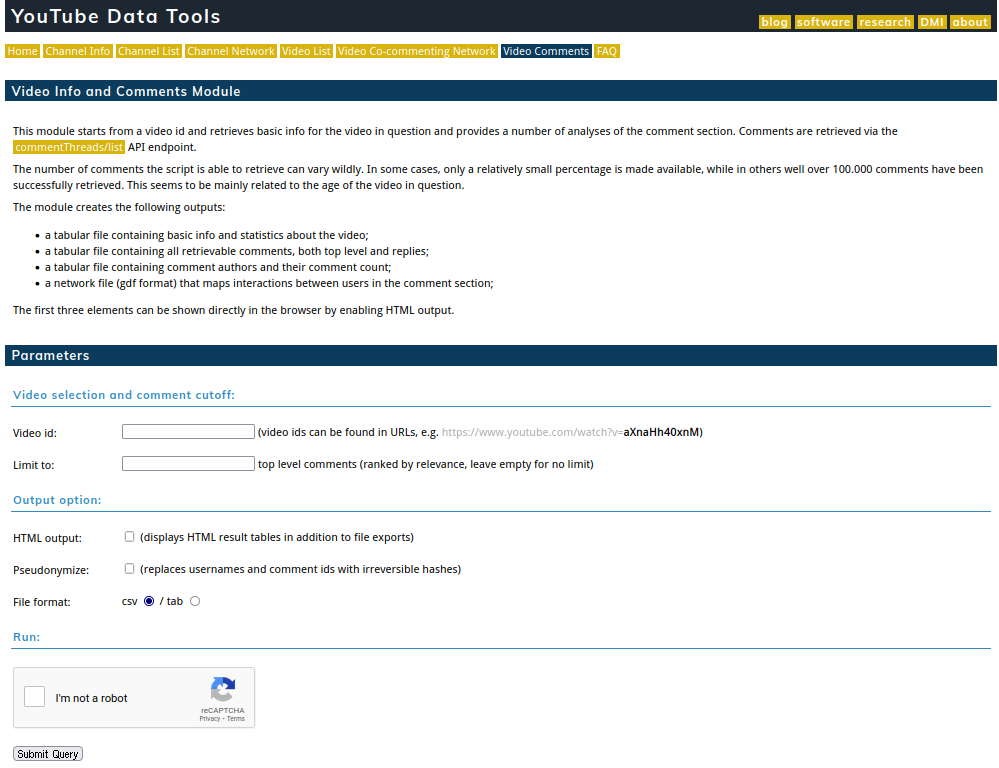 YouTube Data Tools
blog software research DMI about
Home Channel Info Channel List Channel Network Video List Video Co-commenting Network Video Comments FAQ
Video Info and Comments Module
This module starts from a video id and retrieves basic info for the video in question and provides a number of analyses of the comment section. Comments are retrieved via the
commentThreads/list API endpoint.
The number of comments the script is able to retrieve can vary wildly. In some cases, only a relatively small percentage is made available, while in others well over 100.000 comments have been
successfully retrieved. This seems to be mainly related to the age of the video in question.
The module creates the following outputs:
• a tabular file containing basic info and statistics about the video;
• a tabular file containing all retrievable comments, both top level and replies;
• a tabular file containing comment authors and their comment count;
• a network file (gdf format) that maps interactions between users in the comment section;
The first three elements can be shown directly in the browser by enabling HTML output.
Parameters
Video selection and comment cutoff:
Video id: (video ids can be found in URLs, e.g. https://www.youtube.com/watch?v=aXnaHh40xnM)
Limit to: top level comments (ranked by relevance, leave empty for no limit)
Output option:
HTML output: (displays HTML result tables in addition to file exports)
Pseudonymize: (replaces usernames and comment ids with irreversible hashes)
File format: csv / tab
Run:
I'm not a robot
reCAPTCHA
Privacy - Terms
Submit Query